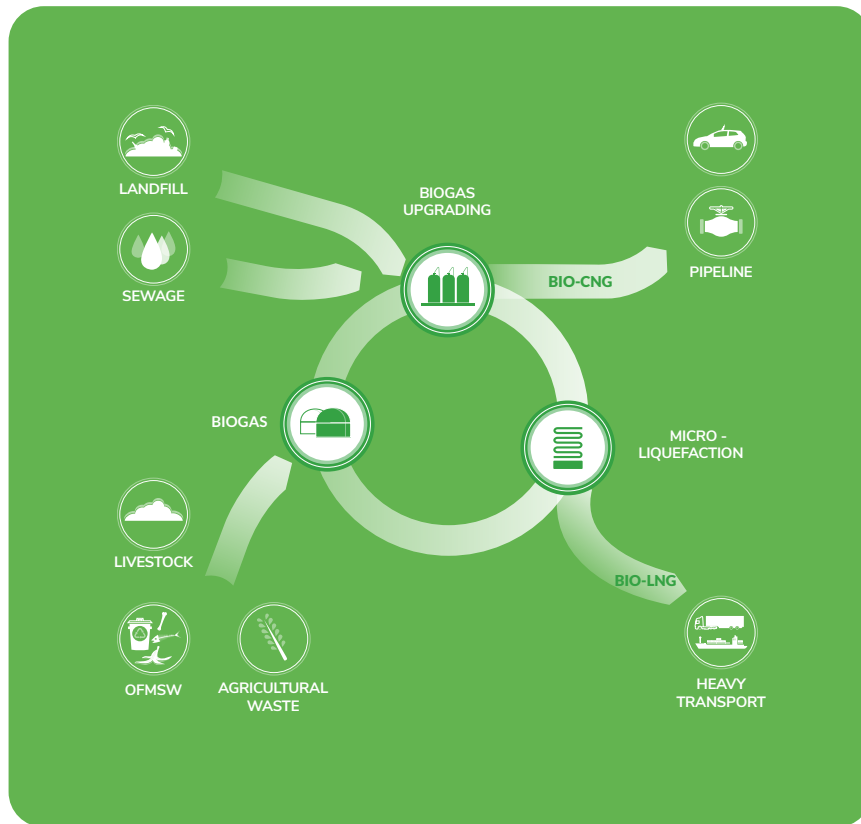 LANDFILL
SEWAGE
BIOGAS
UPGRADING
BIO-CNG
PIPELINE
BIOGAS
MICRO -
LIQUEFACTION
LIVESTOCK
OFMSW
AGRICULTURAL
WASTE
BIO-LNG
HEAVY
TRANSPORT